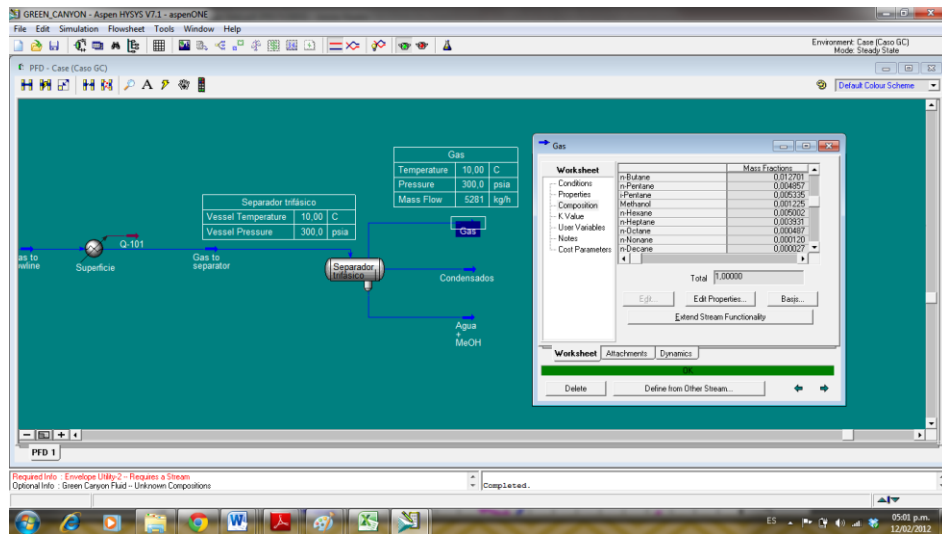 GREEN_CANYON - Aspen HYSYS V7.1 - aspenONE
File Edit Simulation Flowsheet Tools Window Help
Environment: Case (Caso GC)
Mode: Steady State
PFD - Case (Caso GC)
A
Default Colour Scheme
Gas
Temperature 10,00 C
Pressure 300,0 psia
Mass Flow 5281 kg/h
Separador trifásico
Vessel Temperature 10,00 C
Vessel Pressure 300,0 psia
Gas
Q-101
as to
wline
Superficie
Gas to
separator
Separador
trifásico
Condensados
Agua
+
MeOH
Gas
Worksheet
Conditions
Properties
Composition
K Value
User Variables
Notes
Cost Parameters
Mass Fractions
n-Butane 0,012701
n-Pentane 0,004857
i-Pentane 0,005335
Methanol 0,001225
n-Hexane 0,005002
n-Heptane 0,003931
n-Octane 0,000487
n-Nonane 0,000120
n-Decane 0,000027
Total 1,00000
Edit... Edit Properties... Basis...
Extend Stream Functionality
Worksheet Attachments Dynamics
OK
Delete Define from Other Stream...
PFD 1
Required Info : Envelope Utility-2 -- Requires a Stream
Optional Info : Green Canyon Fluid -- Unknown Compositions
Completed.
ES
05:01 p.m.
12/02/2012